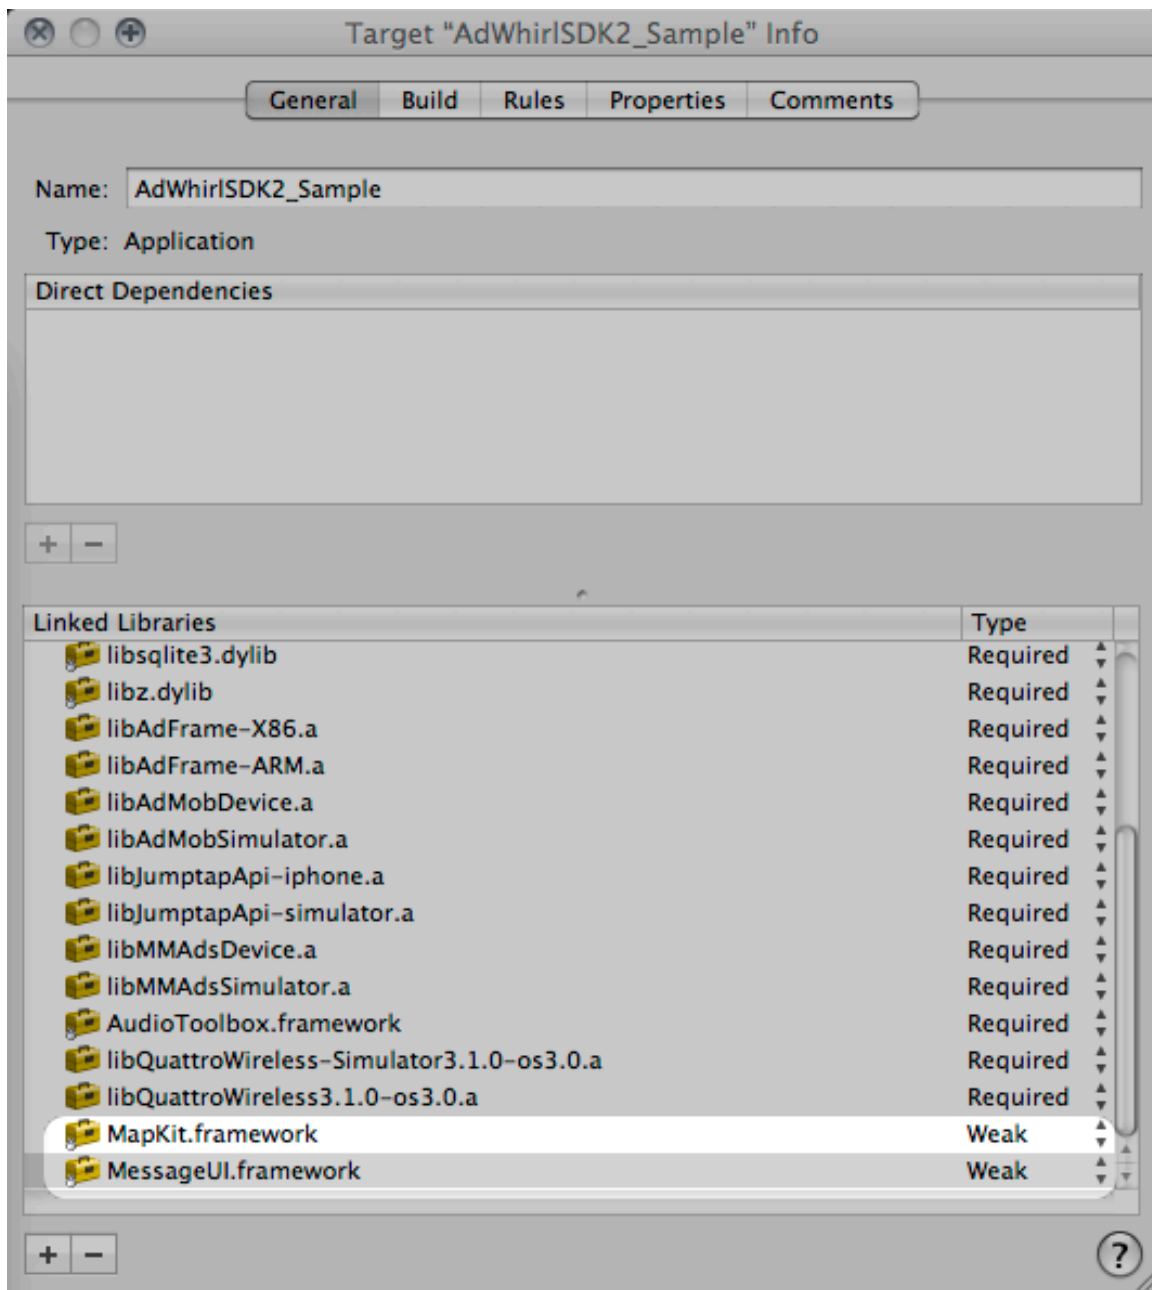 Target "AdWhirlSDK2_Sample" Info
General Build Rules Properties Comments
Name: AdWhirlSDK2_Sample
Type: Application
Direct Dependencies
+ −
Linked Libraries Type
libsqlite3.dylib Required
libz.dylib Required
libAdFrame-X86.a Required
libAdFrame-ARM.a Required
libAdMobDevice.a Required
libAdMobSimulator.a Required
libJumptapApi-iphone.a Required
libJumptapApi-simulator.a Required
libMMAdsDevice.a Required
libMMAdsSimulator.a Required
AudioToolbox.framework Required
libQuattroWireless-Simulator3.1.0-os3.0.a Required
libQuattroWireless3.1.0-os3.0.a Required
MapKit.framework Weak
MessageUI.framework Weak
+ − ?